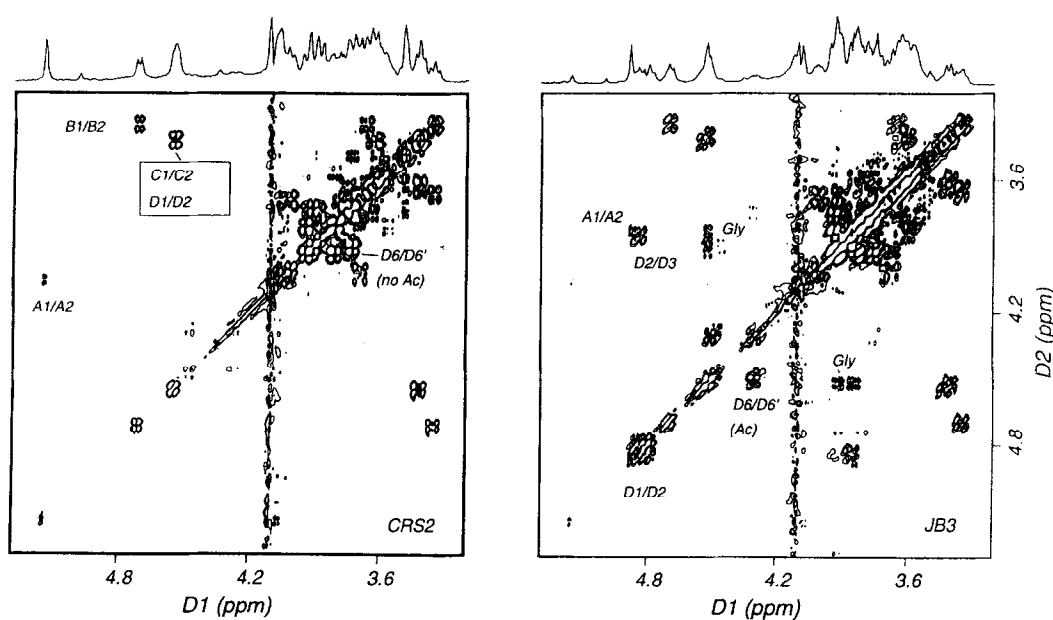 B1/B2
C1/C2
D1/D2
D6/D6'
(no Ac)
A1/A2
CRS2
4.8
4.2
3.6
D1 (ppm)
A1/A2
Gly
D2/D3
Gly
D6/D6'
(Ac)
D1/D2
JB3
3.6
4.2
4.8
D2 (ppm)
4.8
4.2
3.6
D1 (ppm)